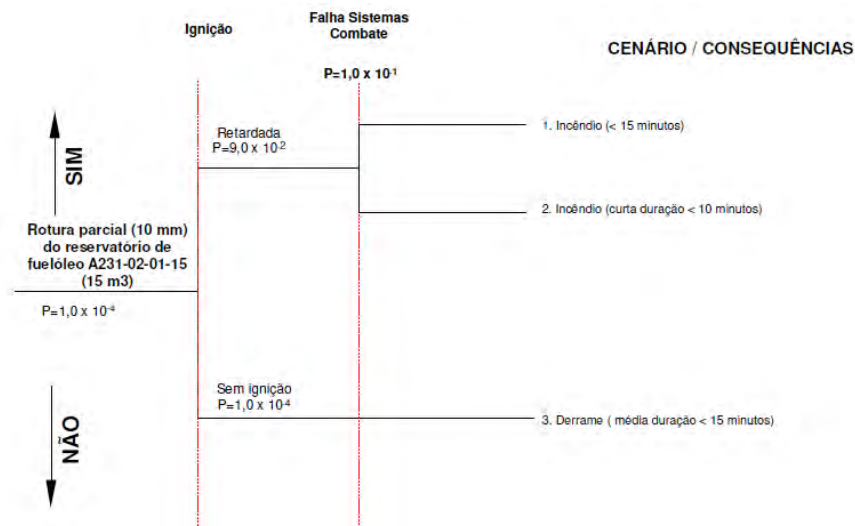 Ignição
Falha Sistemas
Combate
CENÁRIO / CONSEQUÊNCIAS
P=1,0 x 10-1
SIM
Retardada
P=9,0 x 10-2
1. Incêndio (< 15 minutos)
2. Incêndio (curta duração < 10 minutos)
Rotura parcial (10 mm)
do reservatório de
fuelóleo A231-02-01-15
(15 m3)
P=1,0 x 10-4
Sem ignição
P=1,0 x 10-4
3. Derrame ( média duração < 15 minutos)
NÃO